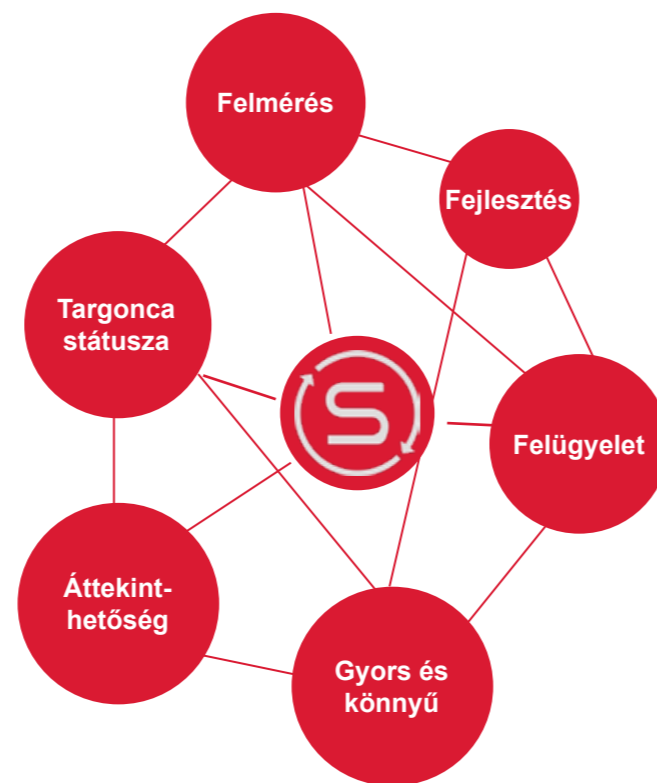 Felmérés
Fejlesztés
Targonca
státusza
S
Felügyelet
Áttekint-
hetőség
Gyors és
könnyű